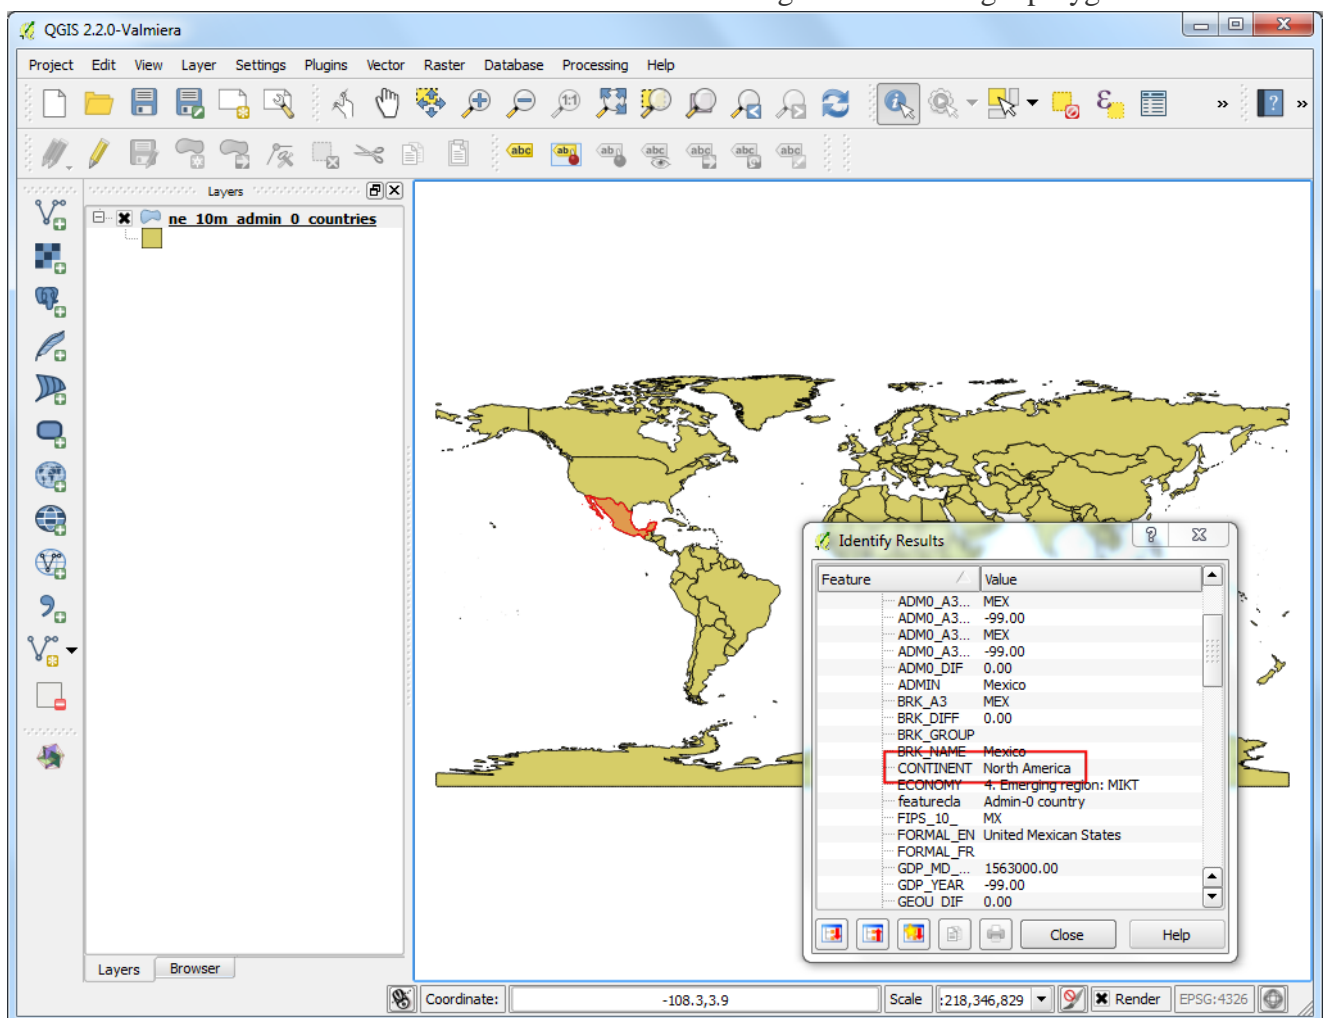 QGIS 2.2.0-Valmiera
Project Edit View Layer Settings Plugins Vector Raster Database Processing Help
1:1
? »
»
abc
Layers
ne_10m_admin_0_countries
Identify Results
Feature Value
ADM0_A3... MEX
ADM0_A3... -99.00
ADM0_A3... MEX
ADM0_A3... -99.00
ADM0_DIF 0.00
ADMIN Mexico
BRK_A3 MEX
BRK_DIFF 0.00
BRK_GROUP
BRK_NAME Mexico
CONTINENT North America
ECONOMY 4. Emerging region: MIKT
featurecla Admin-0 country
FIPS_10_ MX
FORMAL_EN United Mexican States
FORMAL_FR
GDP_MD_... 1563000.00
GDP_YEAR -99.00
GEOU_DIF 0.00
Close Help
Layers Browser
Coordinate: -108.3,3.9 Scale :218,346,829 Render EPSG:4326